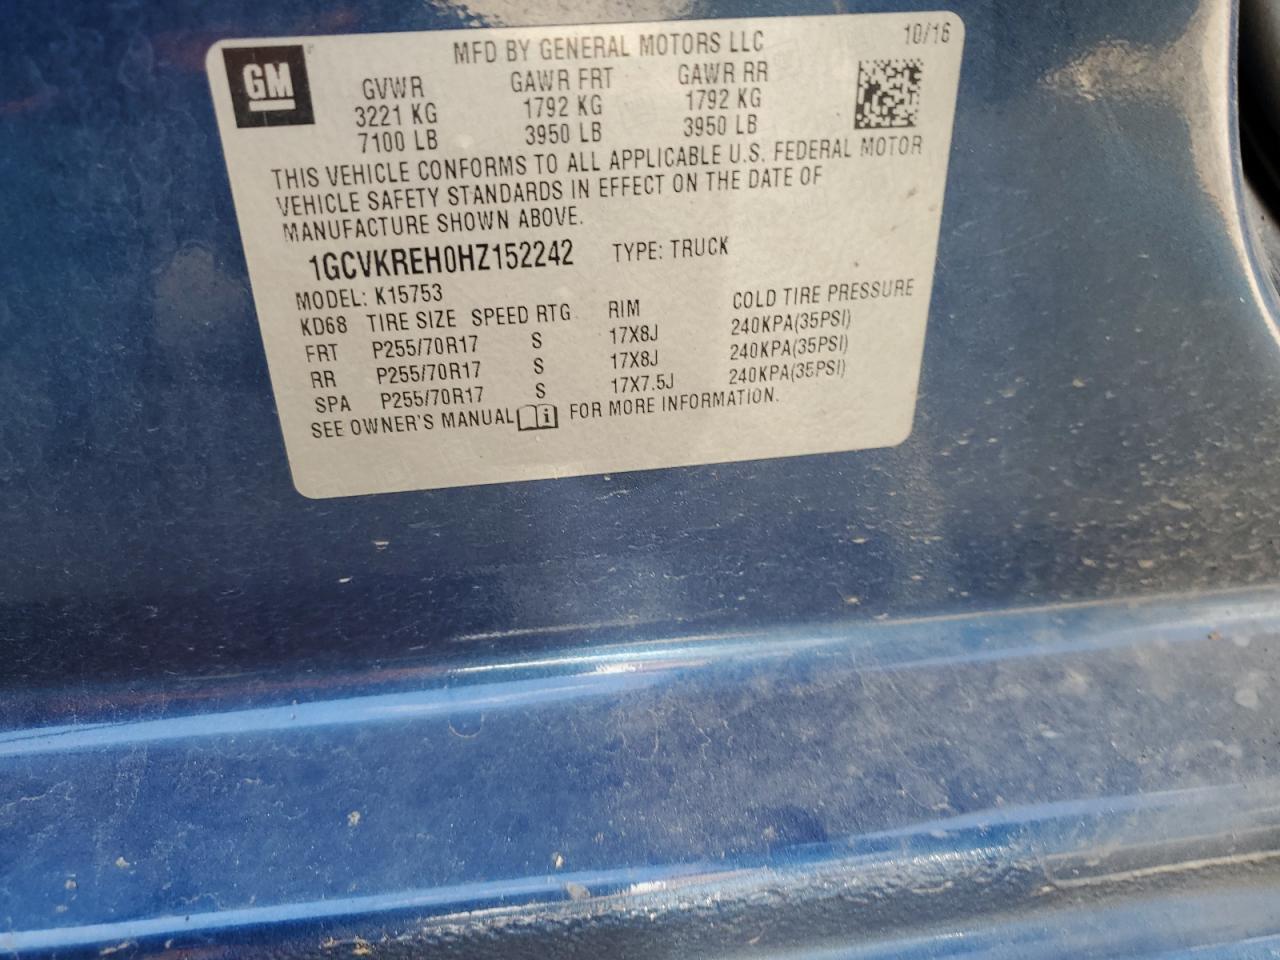 GM
MFD BY GENERAL MOTORS LLC 10/16
GVWR GAWR FRT GAWR RR
3221 KG 1792 KG 1792 KG
7100 LB 3950 LB 3950 LB
THIS VEHICLE CONFORMS TO ALL APPLICABLE U.S. FEDERAL MOTOR
VEHICLE SAFETY STANDARDS IN EFFECT ON THE DATE OF
MANUFACTURE SHOWN ABOVE.
1GCVKREH0HZ152242 TYPE: TRUCK
MODEL: K15753
KD68 TIRE SIZE SPEED RTG RIM COLD TIRE PRESSURE
FRT P255/70R17 S 17X8J 240KPA(35PSI)
RR P255/70R17 S 17X8J 240KPA(35PSI)
SPA P255/70R17 S 17X7.5J 240KPA(35PSI)
SEE OWNER'S MANUAL i FOR MORE INFORMATION.